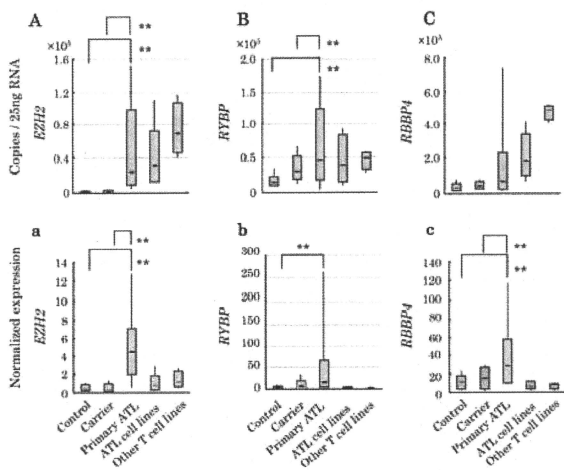 A
B
C
×10⁵
×10⁵
Copies / 25ng RNA
EZH2
RYBP
RBBP4
1.6
1.2
0.8
0.4
0
**
**
2.0
1.5
1.0
0.5
0.0
**
**
8.0
6.0
4.0
2.0
0
a
b
c
Normalized expression
EZH2
RYBP
RBBP4
14
12
10
8
6
4
2
0
**
**
300
250
200
150
100
50
0
**
140
120
100
80
60
40
20
0
**
**
Control
Carrier
Primary ATL
ATL cell lines
Other T cell lines
Control
Carrier
Primary ATL
ATL cell lines
Other T cell lines
Control
Carrier
Primary ATL
ATL cell lines
Other T cell lines